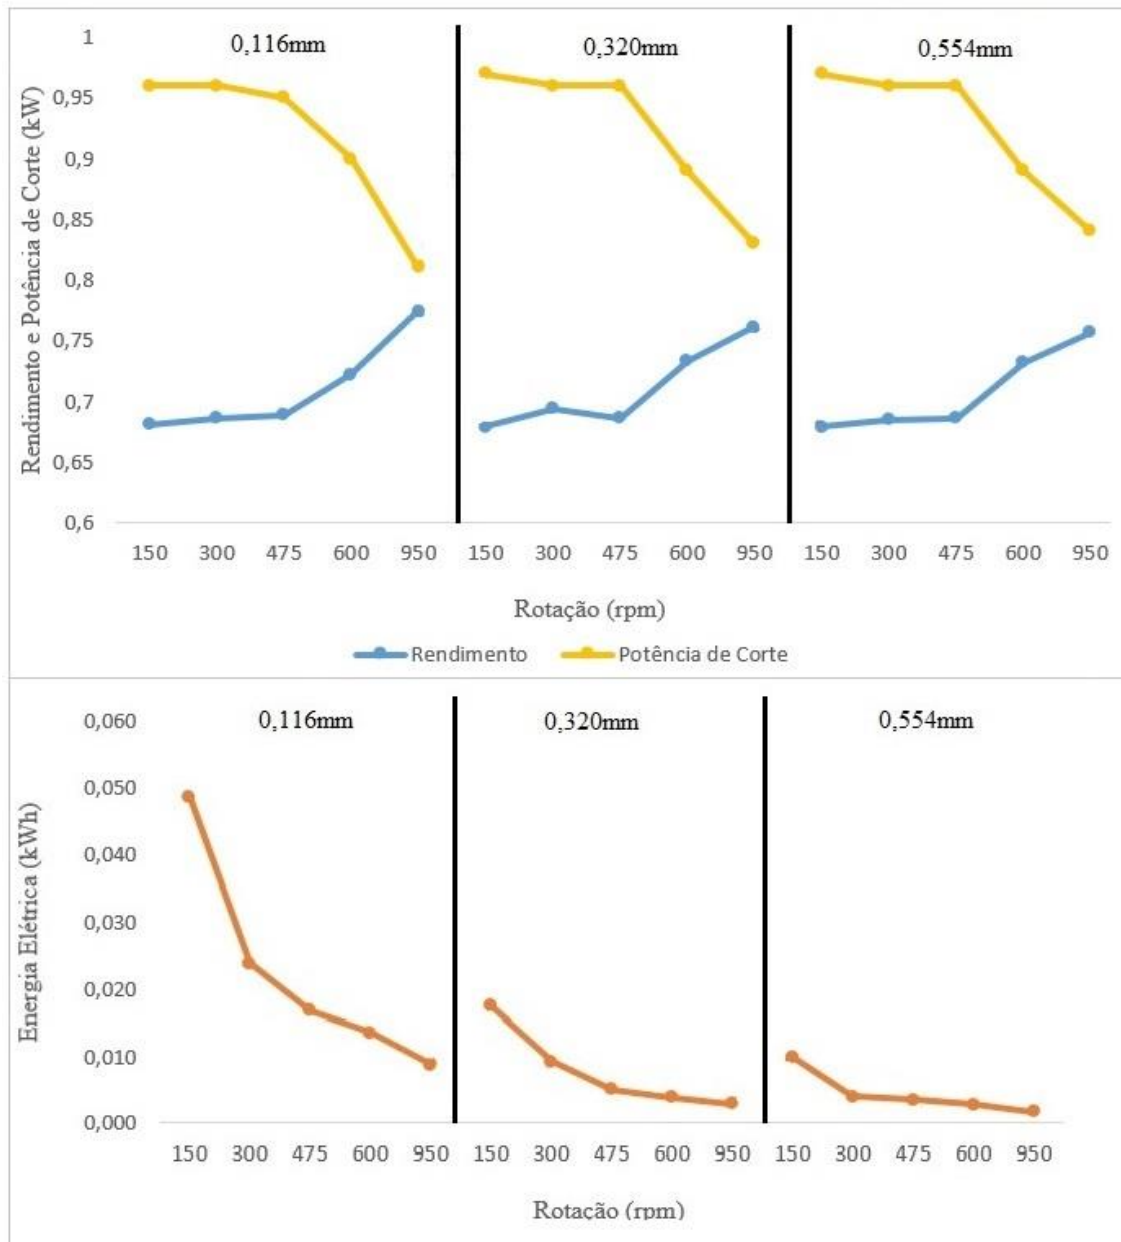 Rendimento e Potência de Corte (kW)
1
0,95
0,9
0,85
0,8
0,75
0,7
0,65
0,6
0,116mm
0,320mm
0,554mm
150 300 475 600 950 150 300 475 600 950 150 300 475 600 950
Rotação (rpm)
Rendimento Potência de Corte
Energia Elétrica (kWh)
0,060
0,050
0,040
0,030
0,020
0,010
0,000
0,116mm
0,320mm
0,554mm
150 300 475 600 950 150 300 475 600 950 150 300 475 600 950
Rotação (rpm)